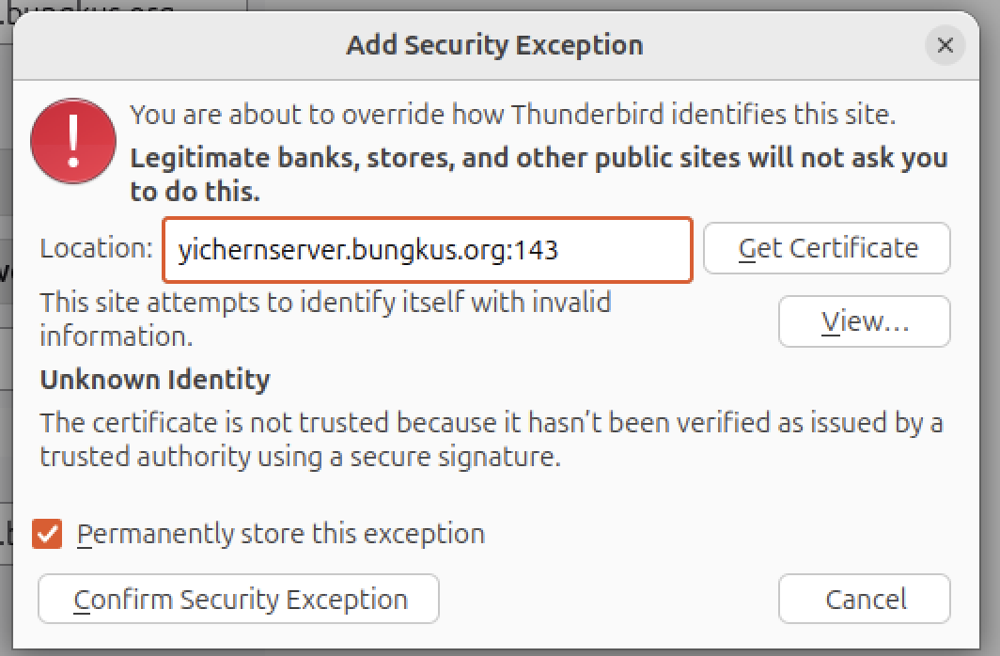 Add Security Exception
You are about to override how Thunderbird identifies this site.
Legitimate banks, stores, and other public sites will not ask you
to do this.
Location: yichernserver.bungkus.org:143 Get Certificate
This site attempts to identify itself with invalid
information.
View...
Unknown Identity
The certificate is not trusted because it hasn’t been verified as issued by a
trusted authority using a secure signature.
Permanently store this exception
Confirm Security Exception Cancel